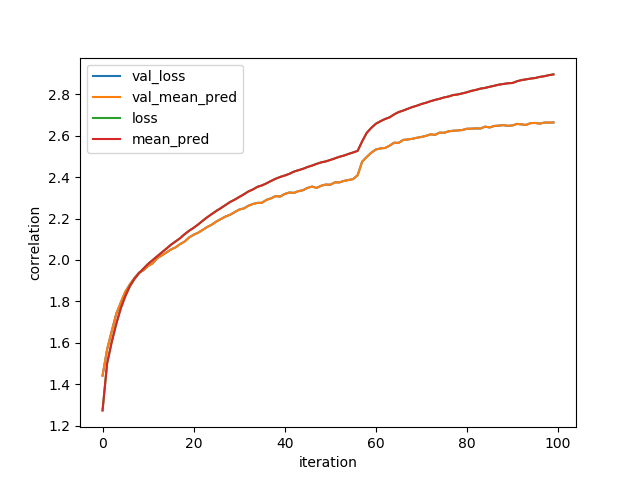 val_loss
val_mean_pred
loss
mean_pred
correlation
2.8
2.6
2.4
2.2
2.0
1.8
1.6
1.4
1.2
0 20 40 60 80 100
iteration